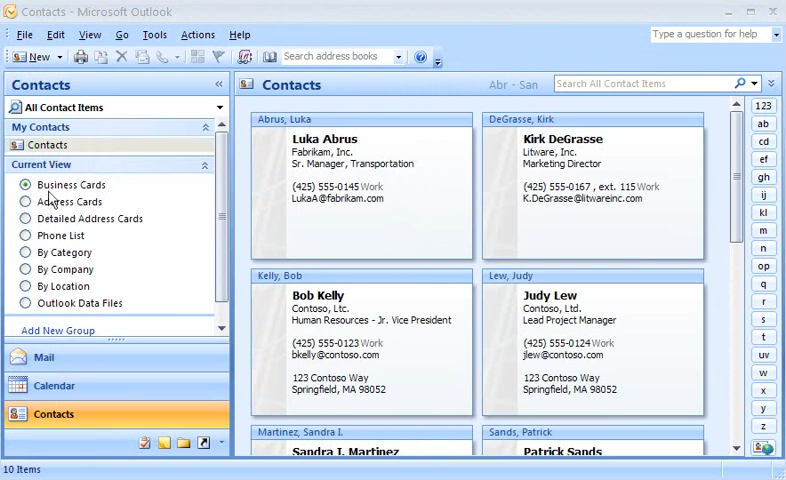 Contacts - Microsoft Outlook
File Edit View Go Tools Actions Help
Type a question for help
New
Search address books
Contacts
All Contact Items
My Contacts
Contacts
Current View
Business Cards
Address Cards
Detailed Address Cards
Phone List
By Category
By Company
By Location
Outlook Data Files
Add New Group
Mail
Calendar
Contacts
Contacts
Abr - San
Search All Contact Items
Abrus, Luka
Luka Abrus
Fabrikam, Inc.
Sr. Manager, Transportation
(425) 555-0145 Work
LukaA@fabrikam.com
DeGrasse, Kirk
Kirk DeGrasse
Litware, Inc.
Marketing Director
(425) 555-0167 , ext. 115 Work
K.DeGrasse@litwareinc.com
Kelly, Bob
Bob Kelly
Contoso, Ltc.
Human Resources - Jr. Vice President
(425) 555-0123 Work
bkelly@contoso.com
123 Contoso Way
Springfield, MA 98052
Lew, Judy
Judy Lew
Contoso, Ltd.
Lead Project Manager
(425) 555-0124 Work
jlew@contoso.com
123 Contoso Way
Springfield, MA 98052
Martinez, Sandra I.
Sandra I. Martinez
Sands, Patrick
Patrick Sands
123
ab
cd
ef
gh
ij
kl
m
n
op
q
r
s
t
uv
w
x
y
z
10 Items